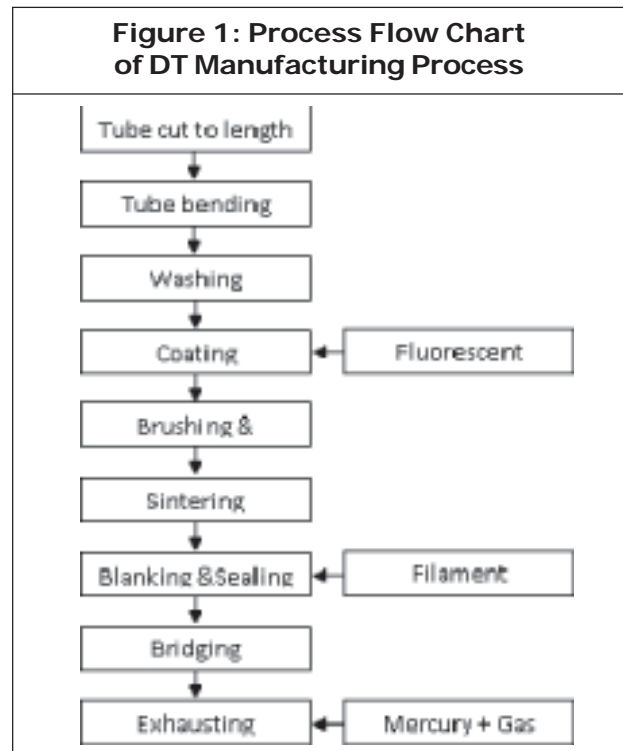 Figure 1: Process Flow Chart
of DT Manufacturing Process
Tube cut to length
Tube bending
Washing
Coating
Fluorescent
Brushing &
Sintering
Blanking &Sealing
Filament
Bridging
Exhausting
Mercury + Gas